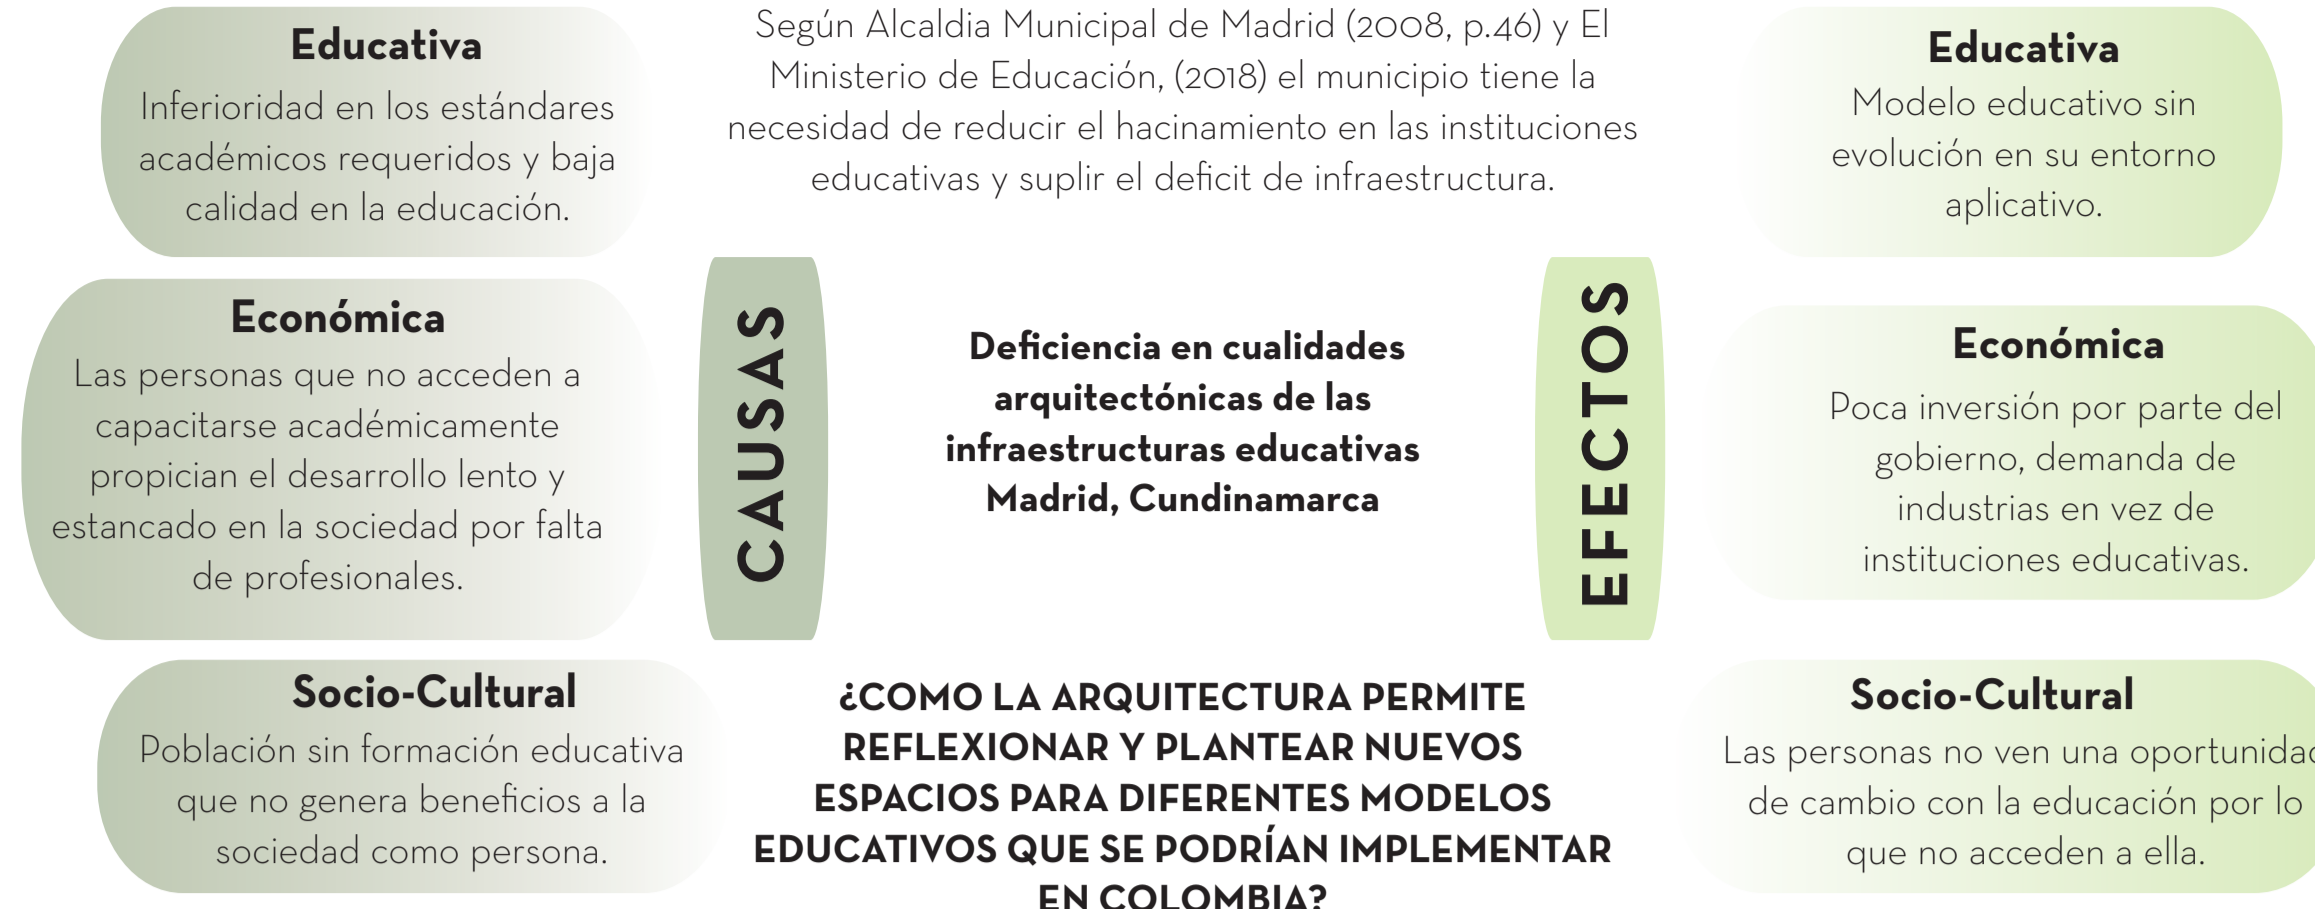 Educativa
Inferioridad en los estándares
académicos requeridos y baja
calidad en la educación.
Económica
Las personas que no acceden a
capacitarse académicamente
propician el desarrollo lento y
estancado en la sociedad por falta
de profesionales.
Socio-Cultural
Población sin formación educativa
que no genera beneficios a la
sociedad como persona.
Según Alcaldia Municipal de Madrid (2008, p.46) y El
Ministerio de Educación, (2018) el municipio tiene la
necesidad de reducir el hacinamiento en las instituciones
educativas y suplir el deficit de infraestructura.
CAUSAS
Deficiencia en cualidades
arquitectónicas de las
infraestructuras educativas
Madrid, Cundinamarca
EFECTOS
¿COMO LA ARQUITECTURA PERMITE
REFLEXIONAR Y PLANTEAR NUEVOS
ESPACIOS PARA DIFERENTES MODELOS
EDUCATIVOS QUE SE PODRÍAN IMPLEMENTAR
EN COLOMBIA?
Educativa
Modelo educativo sin
evolución en su entorno
aplicativo.
Económica
Poca inversión por parte del
gobierno, demanda de
industrias en vez de
instituciones educativas.
Socio-Cultural
Las personas no ven una oportunidad
de cambio con la educación por lo
que no acceden a ella.